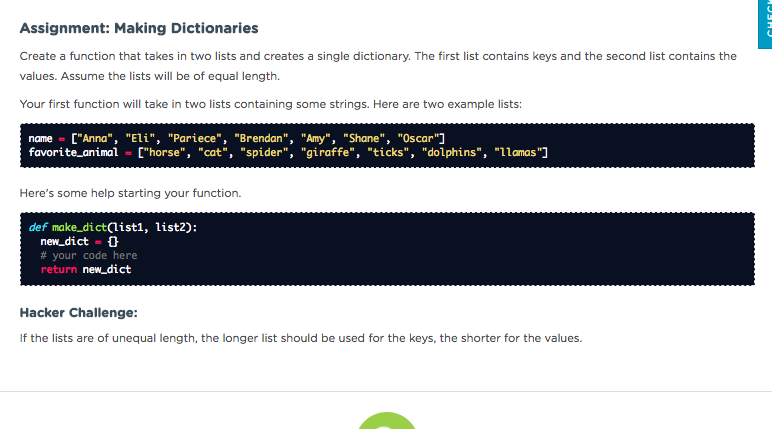 CHECK
Assignment: Making Dictionaries
Create a function that takes in two lists and creates a single dictionary. The first list contains keys and the second list contains the
values. Assume the lists will be of equal length.
Your first function will take in two lists containing some strings. Here are two example lists:
name = ["Anna", "Eli", "Pariece", "Brendan", "Amy", "Shane", "Oscar"]
favorite_animal = ["horse", "cat", "spider", "giraffe", "ticks", "dolphins", "llamas"]
Here's some help starting your function.
def make_dict(list1, list2):
  new_dict = {}
  # your code here
  return new_dict
Hacker Challenge:
If the lists are of unequal length, the longer list should be used for the keys, the shorter for the values.